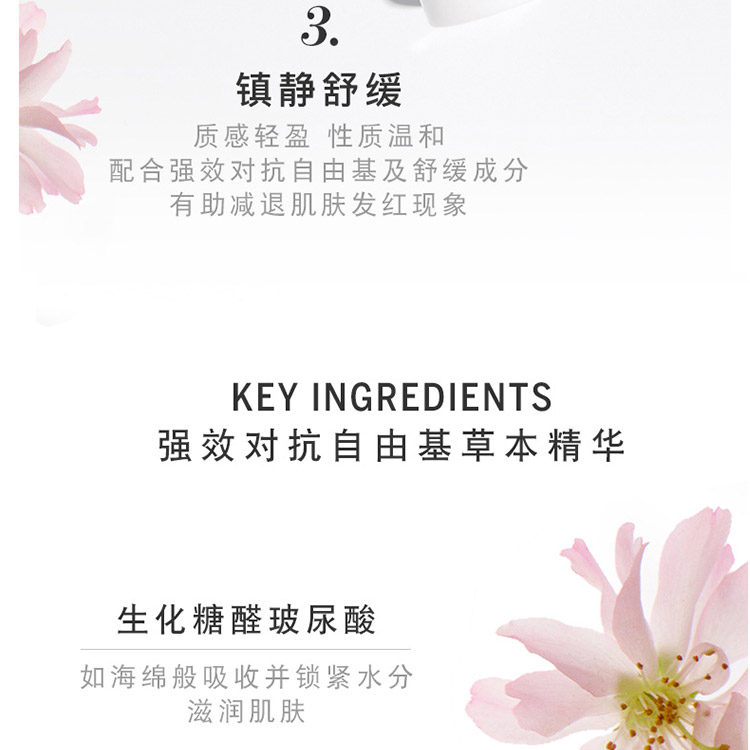 3.
镇静舒缓
质感轻盈 性质温和
配合强效对抗自由基及舒缓成分
有助减退肌肤发红现象
KEY INGREDIENTS
强效对抗自由基草本精华
生化糖醛玻尿酸
如海绵般吸收并锁紧水分
滋润肌肤